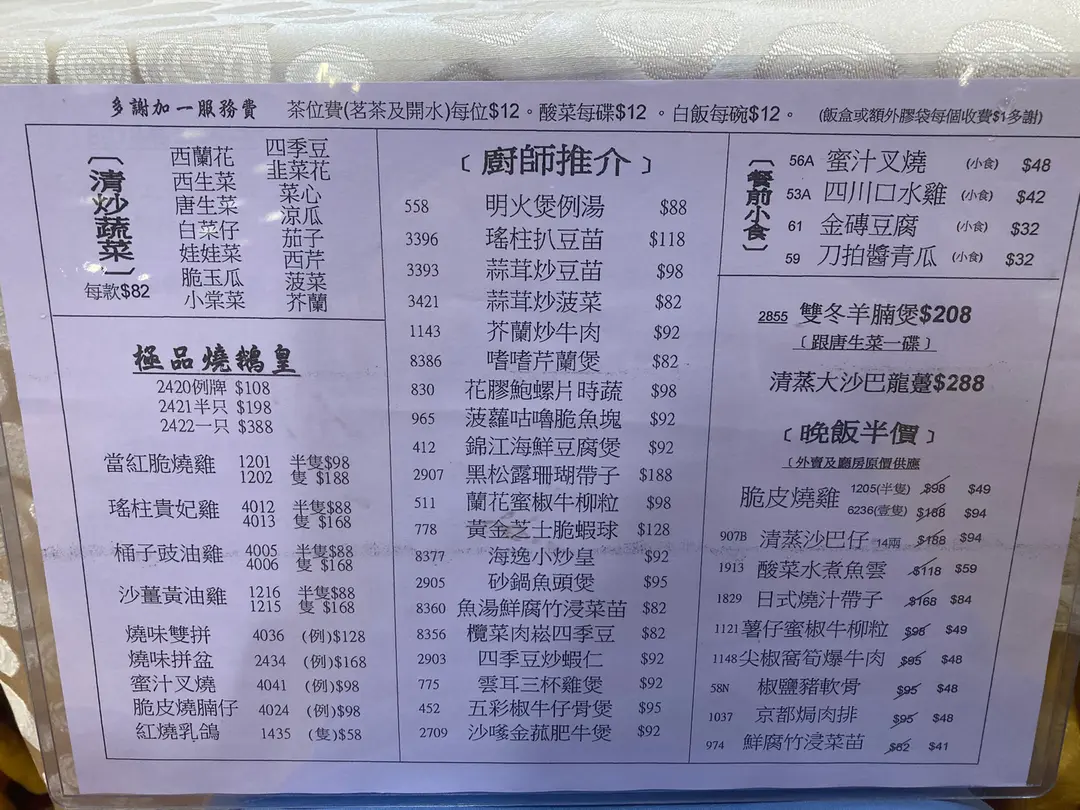 多謝加一服務費 茶位費(茗茶及開水)每位$12。酸菜每碟$12 。白飯每碗$12。 (飯盒或額外膠袋每個收費$1多謝)
〔清炒蔬菜〕
每款$82
西蘭花 四季豆
西生菜 韭菜花
唐生菜 菜心
白菜仔 涼瓜
娃娃菜 茄子
脆玉瓜 西芹
小棠菜 菠菜
芥蘭
極品燒鵝皇
2420例牌 $108
2421半只 $198
2422一只 $388
當紅脆燒雞 1201 半隻$98
1202 隻 $188
瑤柱貴妃雞 4012 半隻$88
4013 隻 $168
桶子豉油雞 4005 半隻$88
4006 隻 $168
沙薑黃油雞 1216 半隻$88
1215 隻 $168
燒味雙拼 4036 (例)$128
燒味拼盆 2434 (例)$168
蜜汁叉燒 4041 (例)$98
脆皮燒腩仔 4024 (例)$98
紅燒乳鴿 1435 (隻)$58
〔廚師推介〕
558 明火煲例湯 $88
3396 瑤柱扒豆苗 $118
3393 蒜茸炒豆苗 $98
3421 蒜茸炒菠菜 $82
1143 芥蘭炒牛肉 $92
8386 嗜嗜芹蘭煲 $82
830 花膠鮑螺片時蔬 $98
965 菠蘿咕嚕脆魚塊 $92
412 錦江海鮮豆腐煲 $92
2907 黑松露珊瑚帶子 $188
511 蘭花蜜椒牛柳粒 $98
778 黃金芝士脆蝦球 $128
8377 海逸小炒皇 $92
2905 砂鍋魚頭煲 $95
8360 魚湯鮮腐竹浸菜苗 $82
8356 欖菜肉崧四季豆 $82
2903 四季豆炒蝦仁 $92
775 雲耳三杯雞煲 $92
452 五彩椒牛仔骨煲 $95
2709 沙嗲金菰肥牛煲 $92
〔餐前小食〕
56A 蜜汁叉燒 (小食) $48
53A 四川口水雞 (小食) $42
61 金磚豆腐 (小食) $32
59 刀拍醬青瓜 (小食) $32
2855 雙冬羊腩煲$208
〔跟唐生菜一碟〕
清蒸大沙巴龍躉$288
〔晚飯半價〕
〔外賣及廳房原價供應
脆皮燒雞 1205(半隻) $98 $49
6236(壹隻) $188 $94
907B 清蒸沙巴仔 14兩 $188 $94
1913 酸菜水煮魚雲 $118 $59
1829 日式燒汁帶子 $168 $84
1121 薯仔蜜椒牛柳粒 $98 $49
1148 尖椒窩筍爆牛肉 $95 $48
58N 椒鹽豬軟骨 $95 $48
1037 京都焗肉排 $95 $48
974 鮮腐竹浸菜苗 $82 $41